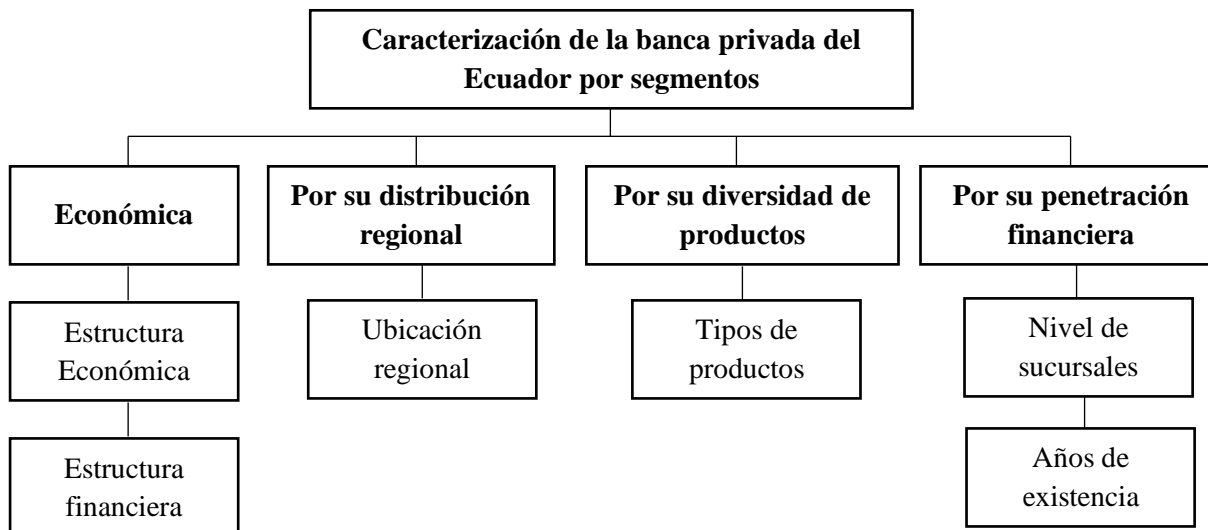 Caracterización de la banca privada del
Ecuador por segmentos
Económica
Por su distribución
regional
Por su diversidad de
productos
Por su penetración
financiera
Estructura
Económica
Ubicación
regional
Tipos de
productos
Nivel de
sucursales
Estructura
financiera
Años de
existencia